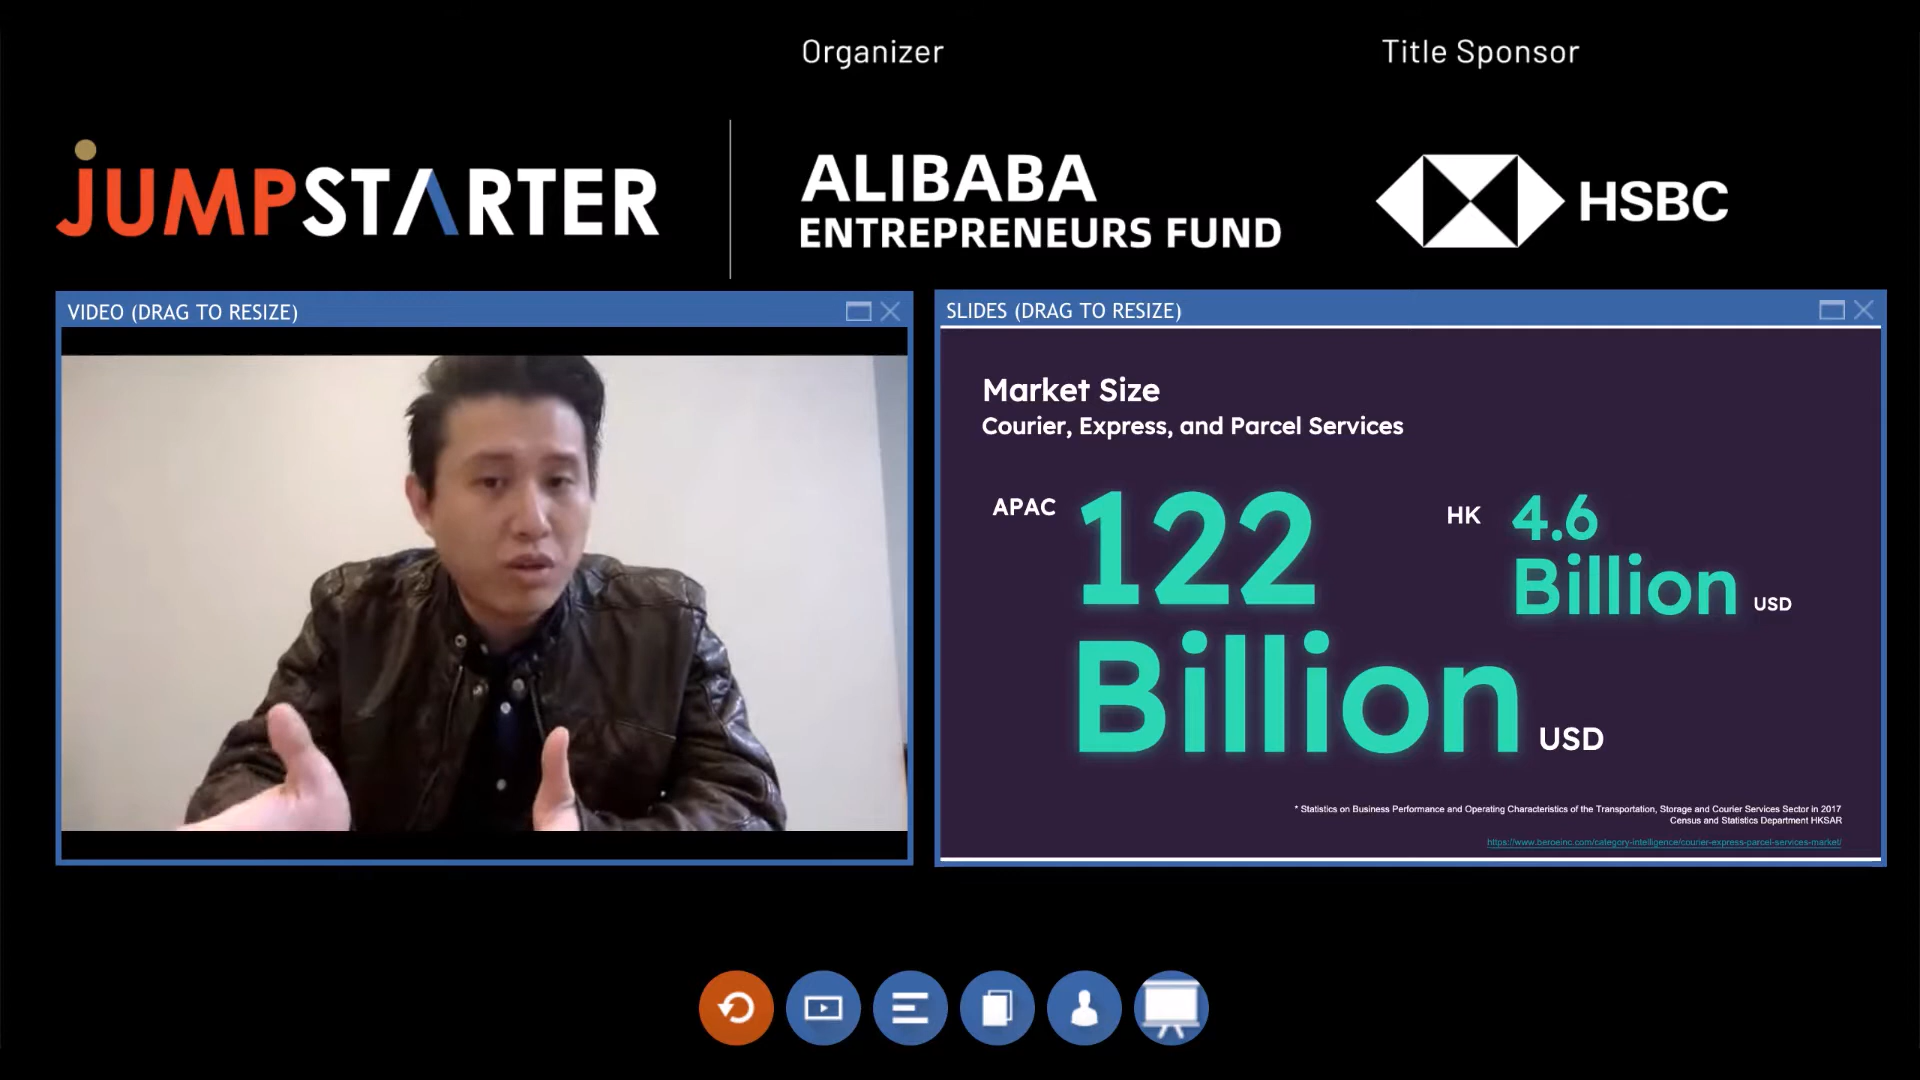 Organizer
Title Sponsor
JUMPSTARTER
ALIBABA
ENTREPRENEURS FUND
HSBC
VIDEO (DRAG TO RESIZE)
SLIDES (DRAG TO RESIZE)
Market Size
Courier, Express, and Parcel Services
APAC
122
Billion
USD
HK
4.6
Billion
USD
* Statistics on Business Performance and Operating Characteristics of the Transportation, Storage and Courier Services Sector in 2017
Census and Statistics Department HKSAR
https://www.beroeinc.com/category-intelligence/courier-express-parcel-services-market/